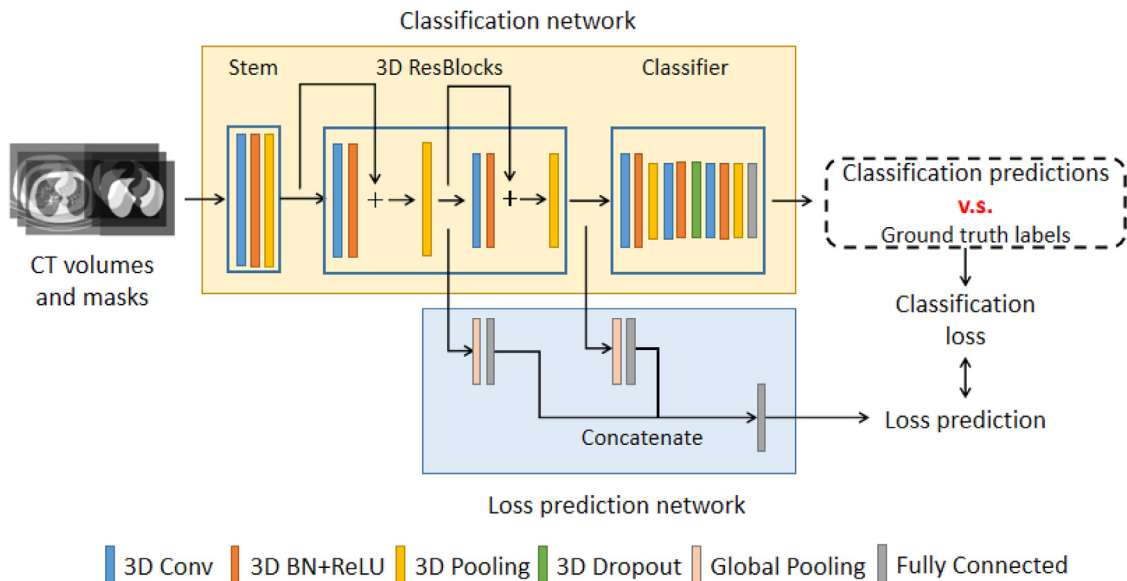 Classification network
Stem
3D ResBlocks
Classifier
+
+
CT volumes
and masks
Classification predictions
v.s.
Ground truth labels
Classification
loss
Loss prediction
Concatenate
Loss prediction network
3D Conv
3D BN+ReLU
3D Pooling
3D Dropout
Global Pooling
Fully Connected